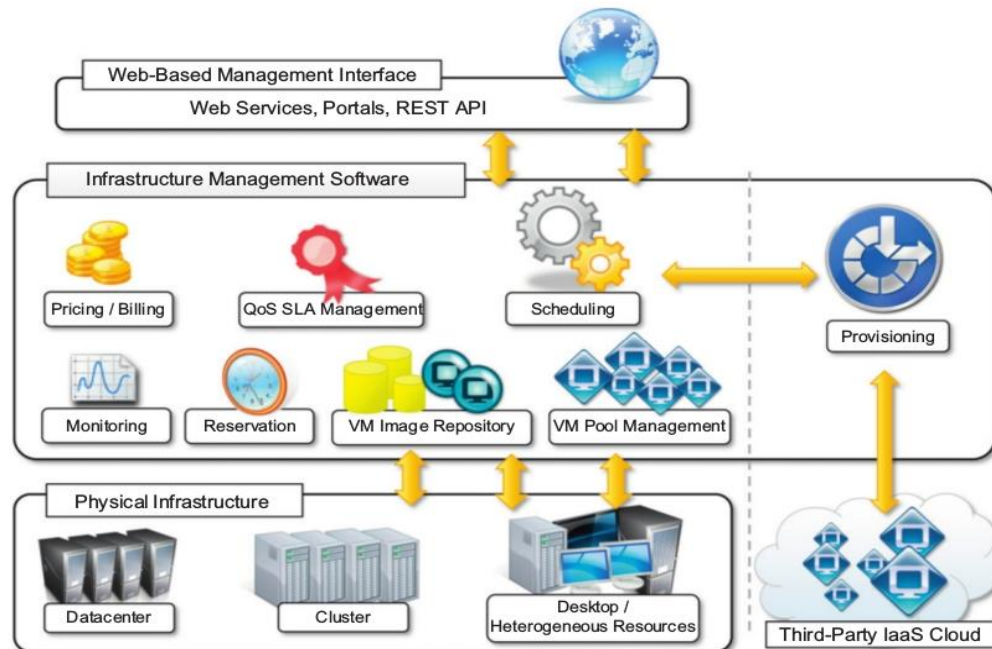 Web-Based Management Interface
Web Services, Portals, REST API
Infrastructure Management Software
Pricing / Billing
QoS SLA Management
Scheduling
Provisioning
Monitoring
Reservation
VM Image Repository
VM Pool Management
Physical Infrastructure
Datacenter
Cluster
Desktop /
Heterogeneous Resources
Third-Party IaaS Cloud